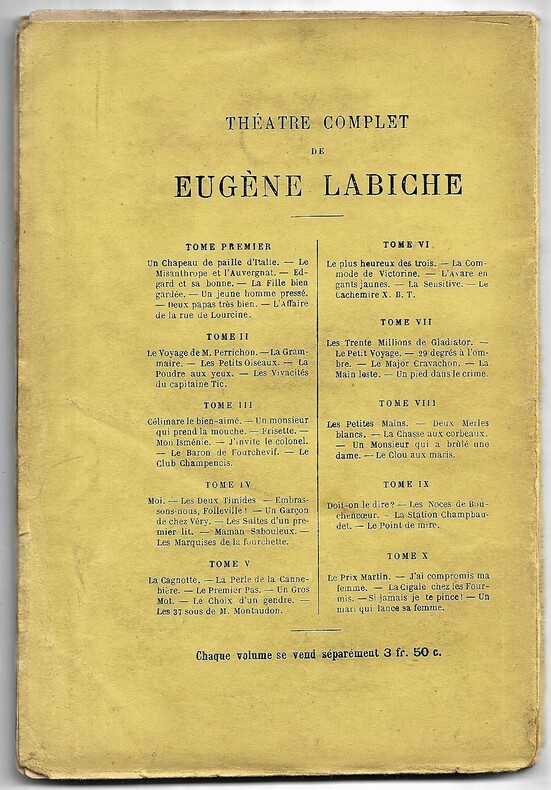 THÉATRE COMPLET
DE
EUGÈNE LABICHE
TOME PREMIER
Un Chapeau de paille d'Italie. — Le
Misanthrope et l'Auvergnat. — Ed-
gard et sa bonne. — La Fille bien
gardée. — Un jeune homme pressé.
— Deux papas très bien. — L'Affaire
de la rue de Lourcine.
TOME II
Le Voyage de M. Perrichon. — La Gram-
maire. — Les Petits Oiseaux. — La
Poudre aux yeux. — Les Vivacités
du capitaine Tic.
TOME III
Célimare le bien-aimé. — Un monsieur
qui prend la mouche. — Frisette. —
Mon Isménie. — J'invite le colonel.
— Le Baron de Fourchevif. — Le
Club Champenois.
TOME IV
Moi. — Les Deux Timides — Embras-
sons-nous, Folleville! — Un Garçon
de chez Véry. — Les Suites d'un pre-
mier lit. — Maman Sabouleux. —
Les Marquises de la fourchette.
TOME V
La Cagnotte. — La Perle de la Canne-
bière. — Le Premier Pas. — Un Gros
Mot. — Le Choix d'un gendre. —
Les 37 sous de M. Montaudon.
TOME VI
Le plus heureux des trois. — La Com-
mode de Victorine. — L'Avare en
gants jaunes. — La Sensitive. — Le
Cachemire X. B. T.
TOME VII
Les Trente Millions de Gladiator. —
Le Petit Voyage. — 29 degrés à l'om-
bre. — Le Major Cravachon. — La
Main leste. — Un pied dans le crime.
TOME VIII
Les Petites Mains. — Deux Merles
blancs. — La Chasse aux corbeaux.
— Un Monsieur qui a brûlé une
dame. — Le Clou aux maris.
TOME IX
Doit-on le dire? — Les Noces de Bou-
chencœur. — La Station Champbau-
det. — Le Point de mire.
TOME X
Le Prix Martin. — J'ai compromis ma
femme. — La Cigale chez les Four-
mis. — Si jamais je te pince! — Un
mari qui lance sa femme.
Chaque volume se vend séparément 3 fr. 50 c.